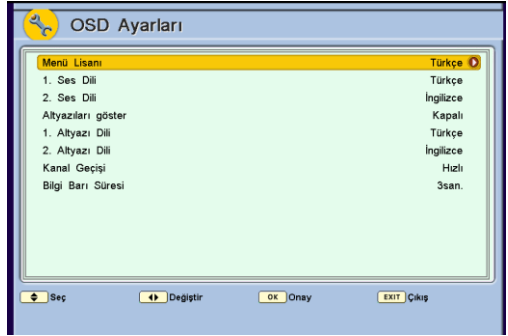 OSD Ayarları
Menü Lisanı Türkçe
1. Ses Dili Türkçe
2. Ses Dili İngilizce
Altyazıları göster Kapalı
1. Altyazı Dili Türkçe
2. Altyazı Dili İngilizce
Kanal Geçişi Hızlı
Bilgi Barı Süresi 3san.
Seç Değiştir OK Onay EXIT Çıkış